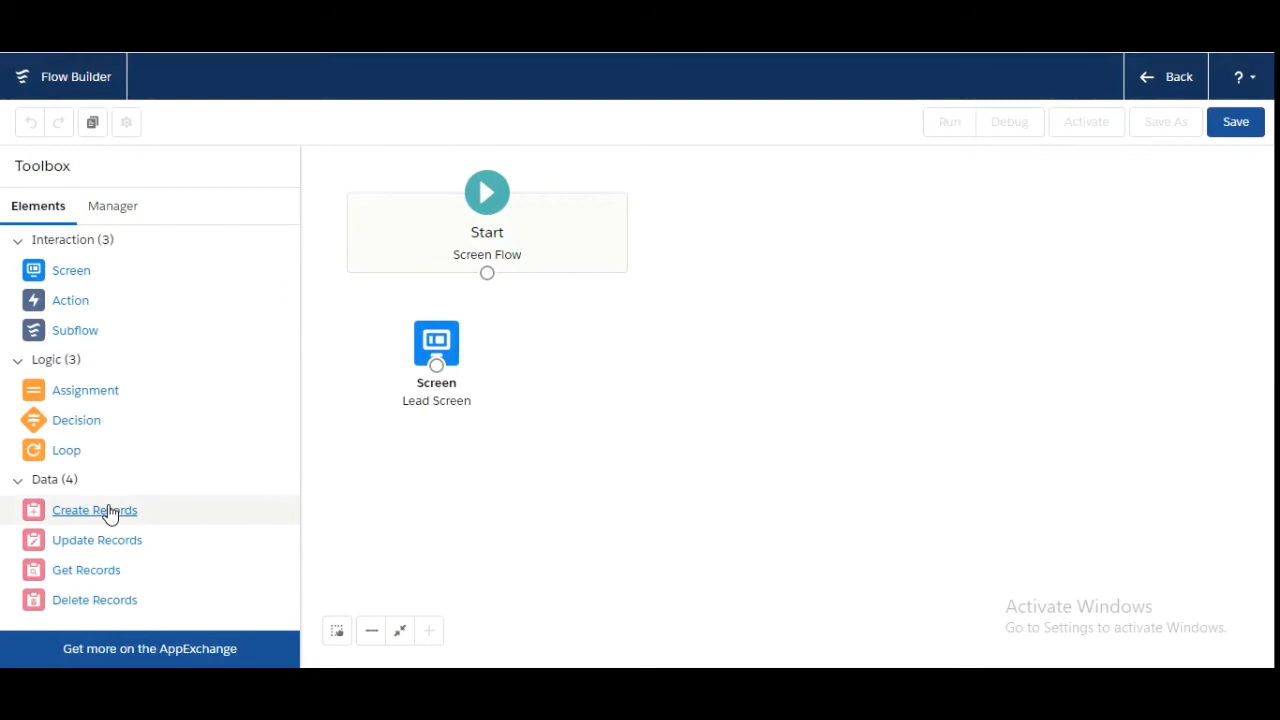 Flow Builder
Back
?
Run
Debug
Activate
Save As
Save
Toolbox
Elements
Manager
Interaction (3)
Screen
Action
Subflow
Logic (3)
Assignment
Decision
Loop
Data (4)
Create Records
Update Records
Get Records
Delete Records
Get more on the AppExchange
Start
Screen Flow
Screen
Lead Screen
Activate Windows
Go to Settings to activate Windows.